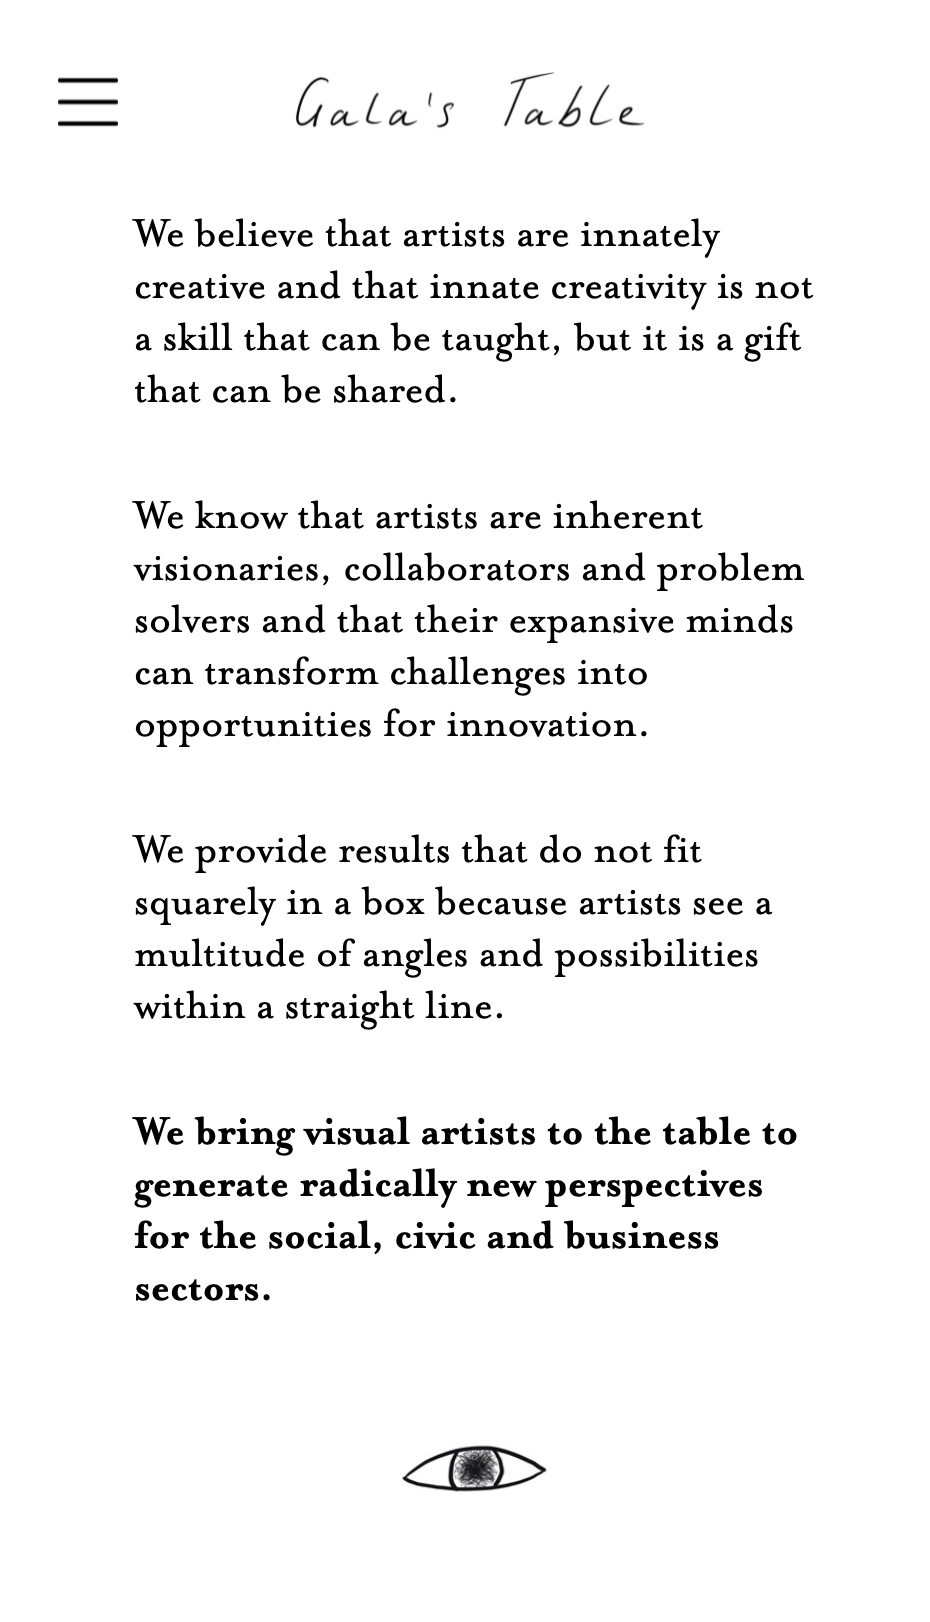 Gala's Table
We believe that artists are innately
creative and that innate creativity is not
a skill that can be taught, but it is a gift
that can be shared.
We know that artists are inherent
visionaries, collaborators and problem
solvers and that their expansive minds
can transform challenges into
opportunities for innovation.
We provide results that do not fit
squarely in a box because artists see a
multitude of angles and possibilities
within a straight line.
We bring visual artists to the table to
generate radically new perspectives
for the social, civic and business
sectors.